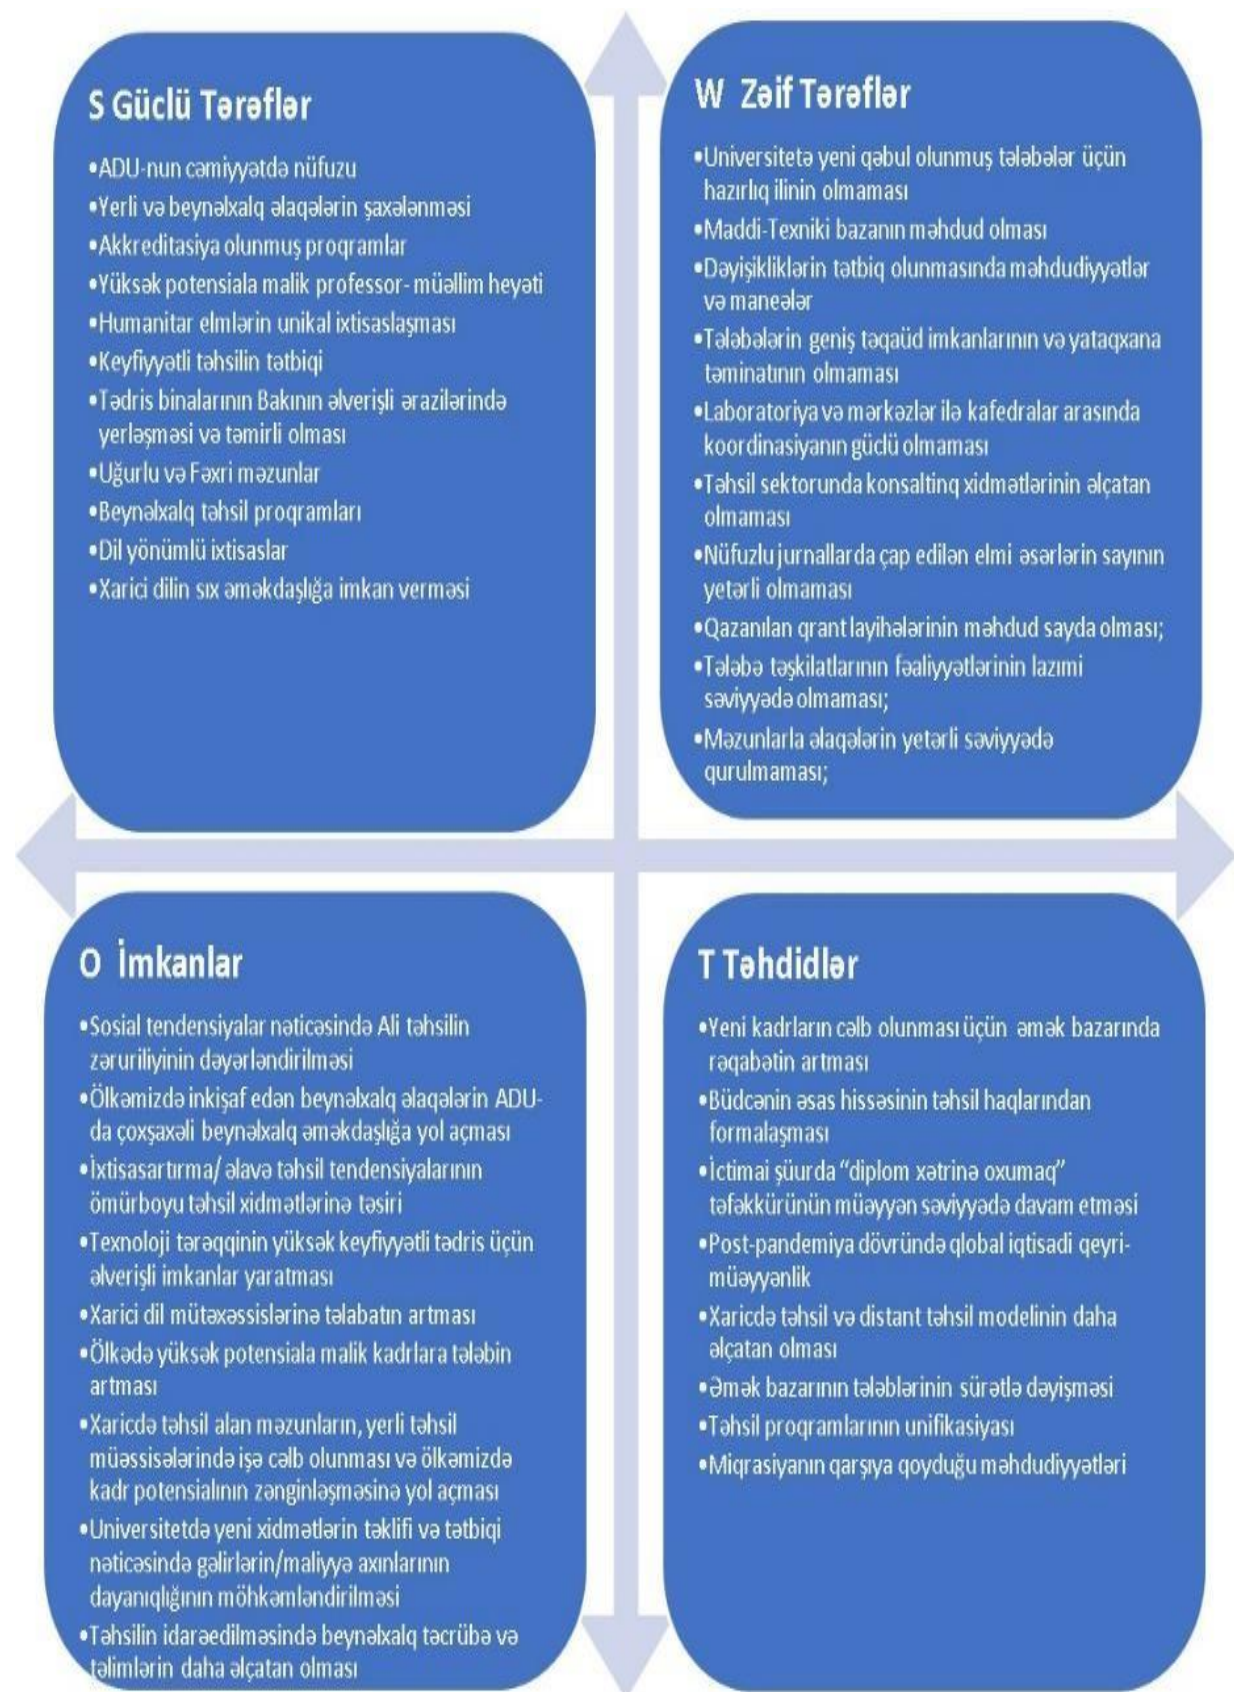 S Güclü Tərəflər
•ADU-nun cəmiyyətdə nüfuzu
•Yerli və beynəlxalq əlaqələrin şaxələnməsi
•Akkreditasiya olunmuş proqramlar
•Yüksək potensiala malik professor- müəllim heyəti
•Humanitar elmlərin unikal ixtisaslaşması
•Keyfiyyətli təhsilin tətbiqi
•Tədris binalarının Bakının əlverişli ərazilərində
yerləşməsi və təmirli olması
•Uğurlu və Fəxri məzunlar
•Beynəlxalq təhsil proqramları
•Dil yönümlü ixtisaslar
•Xarici dilin sıx əməkdaşlığa imkan verməsi
W Zəif Tərəflər
•Universitetə yeni qəbul olunmuş tələbələr üçün
hazırlıq ilinin olmaması
•Maddi-Texniki bazanın məhdud olması
•Dəyişikliklərin tətbiq olunmasında məhdudiyyətlər
və maneələr
•Tələbələrin geniş təqaüd imkanlarının və yataqxana
təminatının olmaması
•Laboratoriya və mərkəzlər ilə kafedralar arasında
koordinasiyanın güclü olmaması
•Təhsil sektorunda konsaltinq xidmətlərinin əlçatan
olmaması
•Nüfuzlu jurnallarda çap edilən elmi əsərlərin sayının
yetərli olmaması
•Qazanılan qrant layihələrinin məhdud sayda olması;
•Tələbə təşkilatlarının fəaliyyətlərinin lazımi
səviyyədə olmaması;
•Məzunlarla əlaqələrin yetərli səviyyədə
qurulmaması;
O İmkanlar
•Sosial tendensiyalar nəticəsində Ali təhsilin
zəruriliyinin dəyərləndirilməsi
•Ölkəmizdə inkişaf edən beynəlxalq əlaqələrin ADU-
da çoxşaxəli beynəlxalq əməkdaşlığa yol açması
•İxtisasartırma/ əlavə təhsil tendensiyalarının
ömürboyu təhsil xidmətlərinə təsiri
•Texnoloji tərəqqinin yüksək keyfiyyətli tədris üçün
əlverişli imkanlar yaratması
•Xarici dil mütəxəssislərinə təlabatın artması
•Ölkədə yüksək potensiala malik kadrlara tələbin
artması
•Xaricdə təhsil alan məzunların, yerli təhsil
müəssisələrində işə cəlb olunması və ölkəmizdə
kadr potensialının zənginləşməsinə yol açması
•Universitetdə yeni xidmətlərin təklifi və tətbiqi
nəticəsində gəlirlərin/maliyyə axınlarının
dayanıqlığının möhkəmləndirilməsi
•Təhsilin idarəedilməsində beynəlxalq təcrübə və
təlimlərin daha əlçatan olması
T Təhdidlər
•Yeni kadrların cəlb olunması üçün əmək bazarında
rəqabətin artması
•Büdcənin əsas hissəsinin təhsil haqlarından
formalaşması
•İctimai şüurda “diplom xətrinə oxumaq”
təfəkkürünün müəyyən səviyyədə davam etməsi
•Post-pandemiya dövründə qlobal iqtisadi qeyri-
müəyyənlik
•Xaricdə təhsil və distant təhsil modelinin daha
əlçatan olması
•Əmək bazarının tələblərinin sürətlə dəyişməsi
•Təhsil proqramlarının unifikasiyası
•Miqrasiyanın qarşıya qoyduğu məhdudiyyətləri